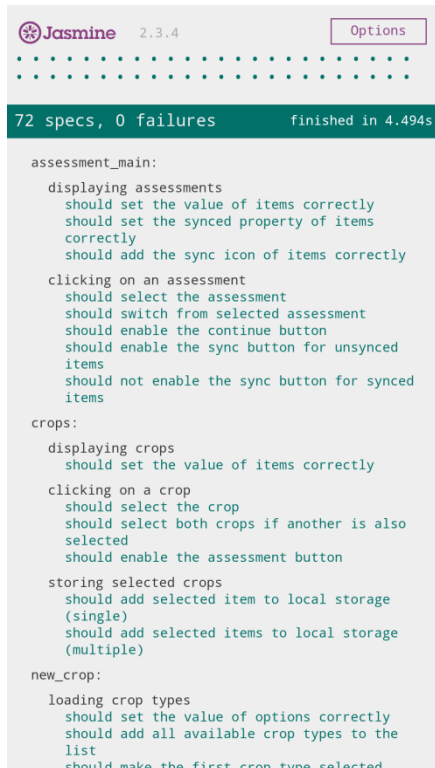 Jasmine 2.3.4 Options
72 specs, 0 failures finished in 4.494s
assessment_main:
displaying assessments
should set the value of items correctly
should set the synced property of items
correctly
should add the sync icon of items correctly
clicking on an assessment
should select the assessment
should switch from selected assessment
should enable the continue button
should enable the sync button for unsynced
items
should not enable the sync button for synced
items
crops:
displaying crops
should set the value of items correctly
clicking on a crop
should select the crop
should select both crops if another is also
selected
should enable the assessment button
storing selected crops
should add selected item to local storage
(single)
should add selected items to local storage
(multiple)
new_crop:
loading crop types
should set the value of options correctly
should add all available crop types to the
list
should make the first crop type selected